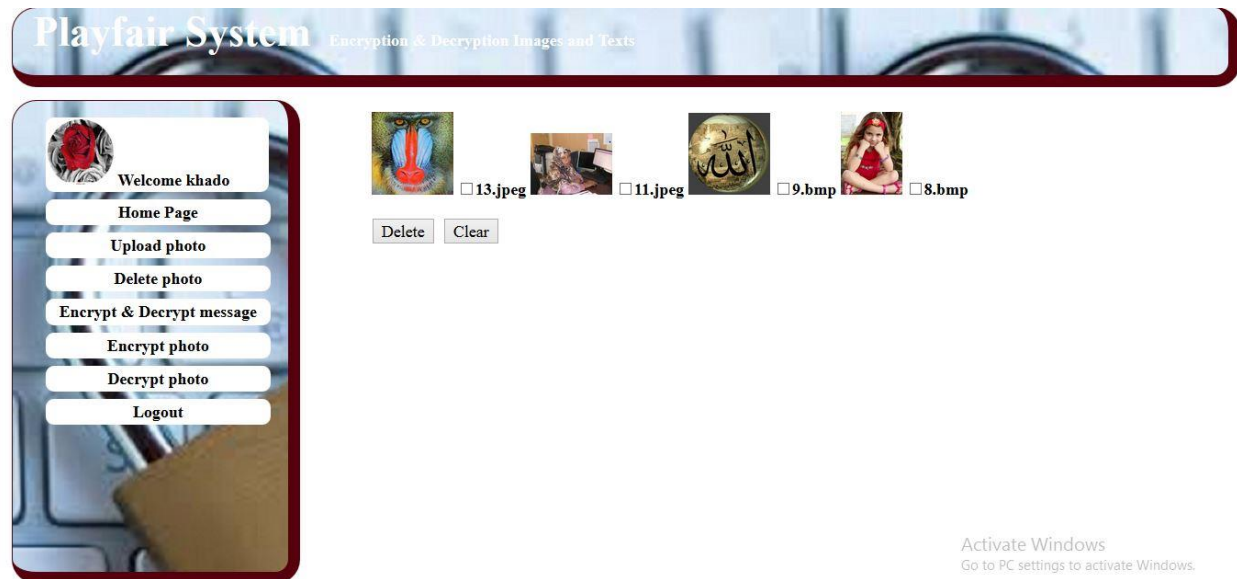 Playfair System Encryption & Decryption Images and Texts
Welcome khado
Home Page
Upload photo
Delete photo
Encrypt & Decrypt message
Encrypt photo
Decrypt photo
Logout
13.jpeg 11.jpeg 9.bmp 8.bmp
الله
Delete Clear
Activate Windows
Go to PC settings to activate Windows.